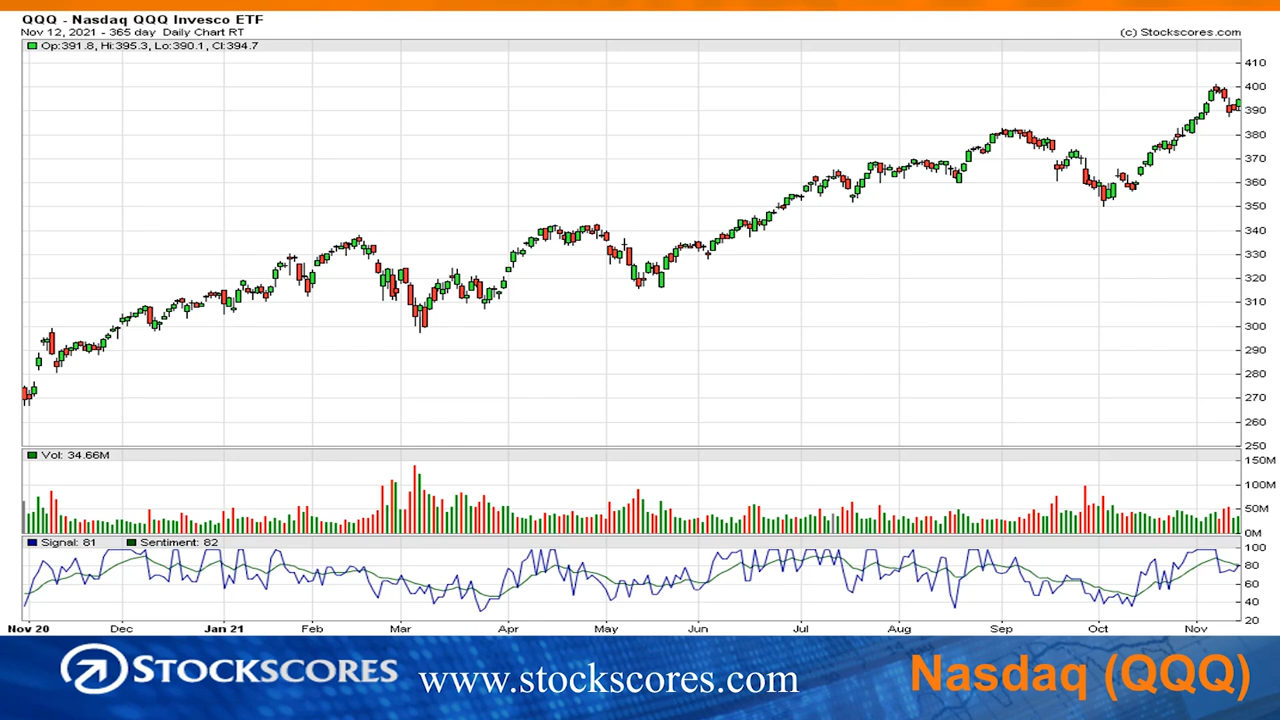 QQQ - Nasdaq QQQ Invesco ETF
Nov 12, 2021 - 365 day  Daily Chart RT
(c) Stockscores.com
Op:391.8, Hi:395.3, Lo:390.1, Cl:394.7
410
400
390
380
370
360
350
340
330
320
310
300
290
280
270
260
250
Vol: 34.66M
150M
100M
50M
0M
Signal: 81 Sentiment: 82
100
80
60
40
20
Nov 20 Dec Jan 21 Feb Mar Apr May Jun Jul Aug Sep Oct Nov
STOCKSCORES www.stockscores.com Nasdaq (QQQ)